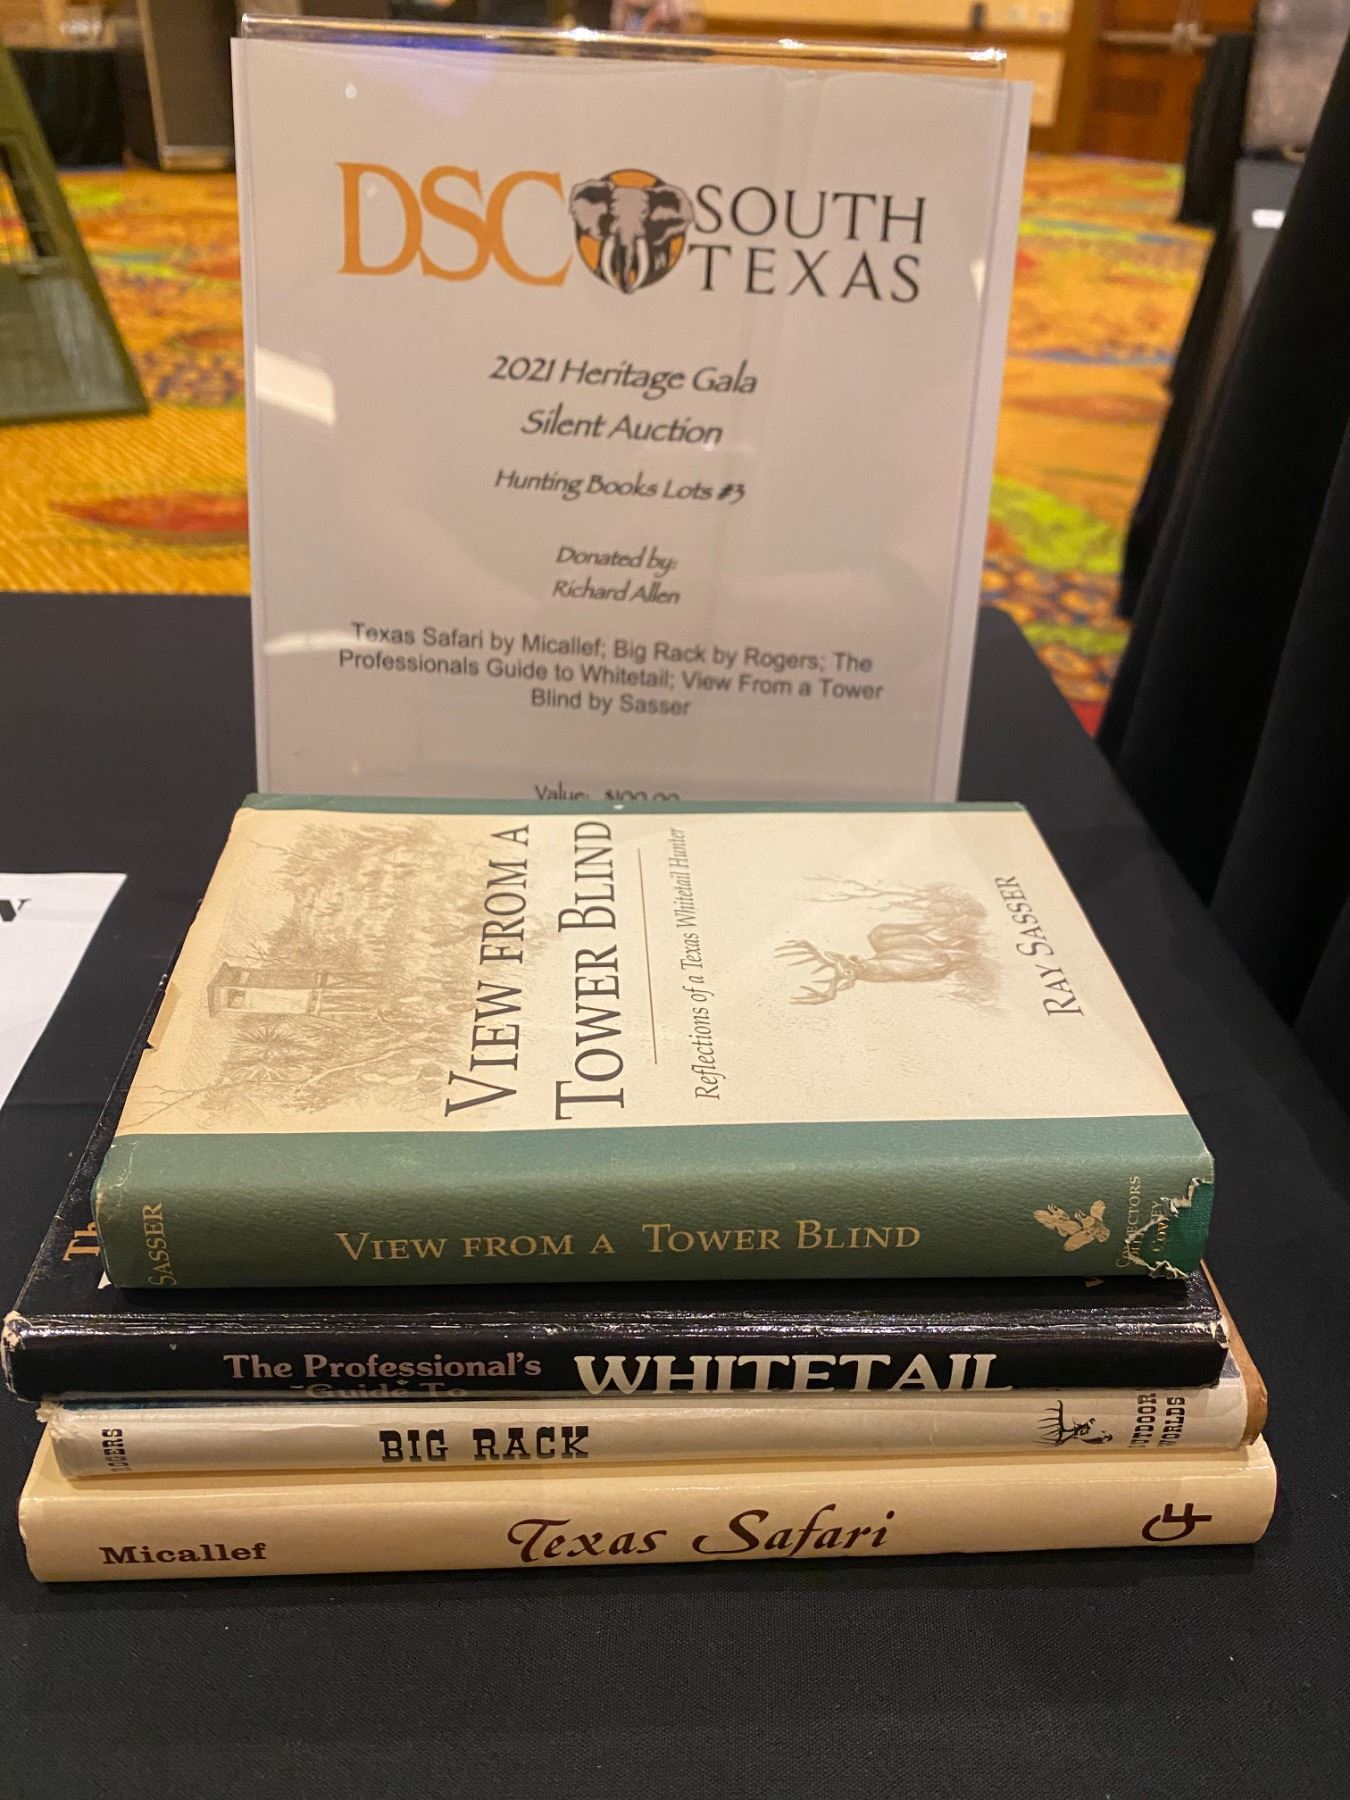 DSC SOUTH
TEXAS
2021 Heritage Gala
Silent Auction
Hunting Books Lots #3
Donated by:
Richard Allen
Texas Safari by Micallef; Big Rack by Rogers; The
Professionals Guide to Whitetail; View From a Tower
Blind by Sasser
Value: $100.00
VIEW FROM A
TOWER BLIND
Reflections of a Texas Whitetail Hunter
RAY SASSER
SASSER
VIEW FROM A TOWER BLIND
The Professional's
Guide To
WHITETAIL
BIG RACK
Micallef
Texas Safari